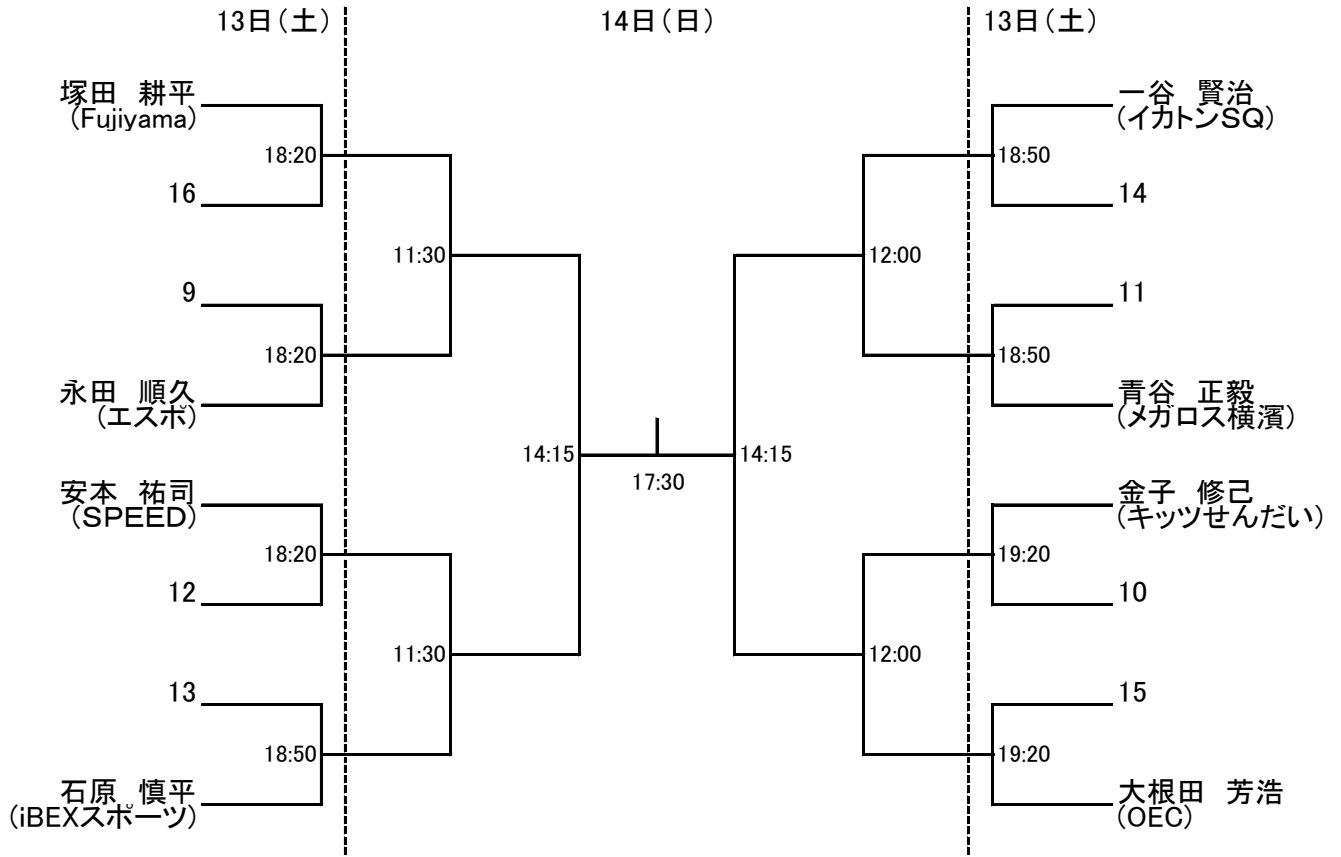 13日(土)
14日(日)
13日(土)
塚田 耕平
(Fujiyama)
18:20
16
11:30
9
18:20
永田 順久
(エスポ)
14:15
安本 祐司
(SPEED)
18:20
12
11:30
13
18:50
石原 慎平
(iBEXスポーツ)
17:30
一谷 賢治
(イカトンSQ)
18:50
14
12:00
11
18:50
青谷 正毅
(メガロス横濱)
14:15
金子 修己
(キッツせんだい)
19:20
10
12:00
15
19:20
大根田 芳浩
(OEC)